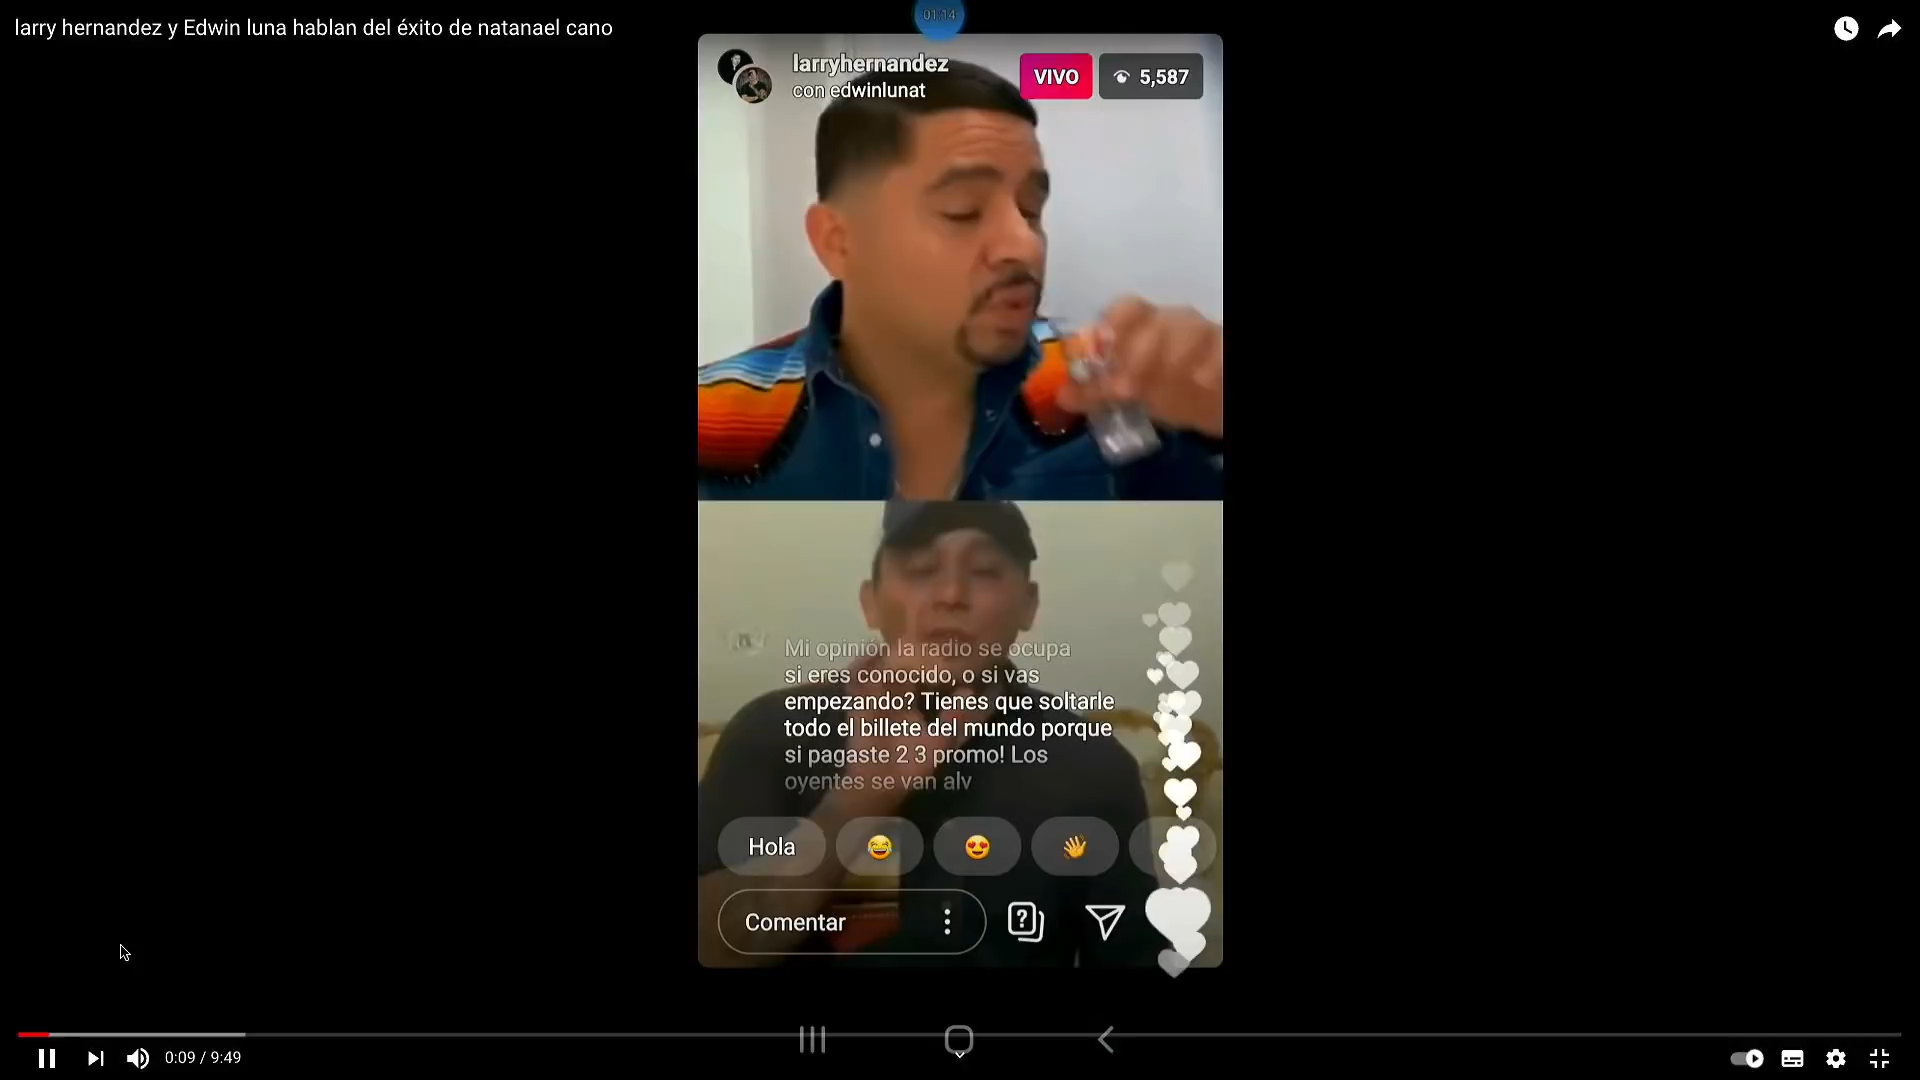 larry hernandez y Edwin luna hablan del éxito de natanael cano
01:14
larryhernandez
con edwinlunat
VIVO
5,587
Mi opinión la radio se ocupa
si eres conocido, o si vas
empezando? Tienes que soltarle
todo el billete del mundo porque
si pagaste 2 3 promo! Los
oyentes se van alv
Hola
Comentar
0:09 / 9:49